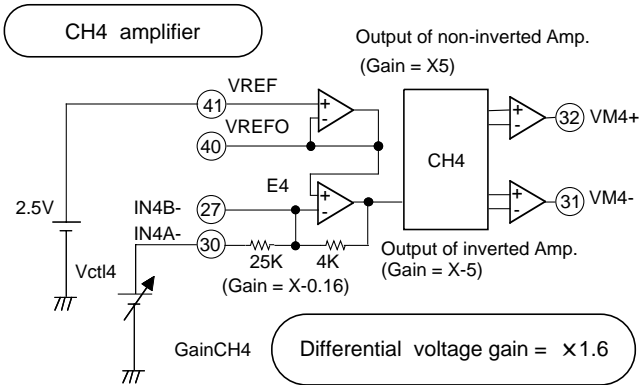 CH4 amplifier
Output of non-inverted Amp.
(Gain = X5)
VREF
41
+
-
VREFO
40
32
VM4+
+
-
CH4
E4
2.5V
IN4B-
27
+
-
31
VM4-
+
-
IN4A-
30
25K
4K
Output of inverted Amp.
(Gain = X-5)
Vctl4
(Gain = X-0.16)
GainCH4
Differential voltage gain = ×1.6